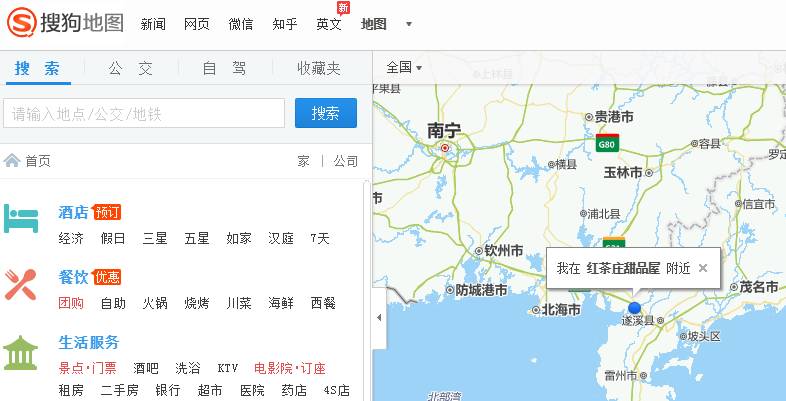 搜狗地图 新闻 网页 微信 知乎 英文 新 地图
搜 索 公 交 自 驾 收藏夹
请输入地点/公交/地铁 搜索
首页 家 | 公司
酒店 预订
经济 假日 三星 五星 如家 汉庭 7天
餐饮 优惠
团购 自助 火锅 烧烤 川菜 海鲜 西餐
生活服务
景点·门票 酒吧 洗浴 KTV 电影院·订座
租房 二手房 银行 超市 医院 药店 4S店
全国
上林县
平果县
贵港市
南宁
G80
容县
横县
玉林市
浦北县
信宜市
钦州市
我在 红茶庄甜品屋 附近
防城港市
茂名市
北海市
遂溪县
坡头区
雷州市
北部湾